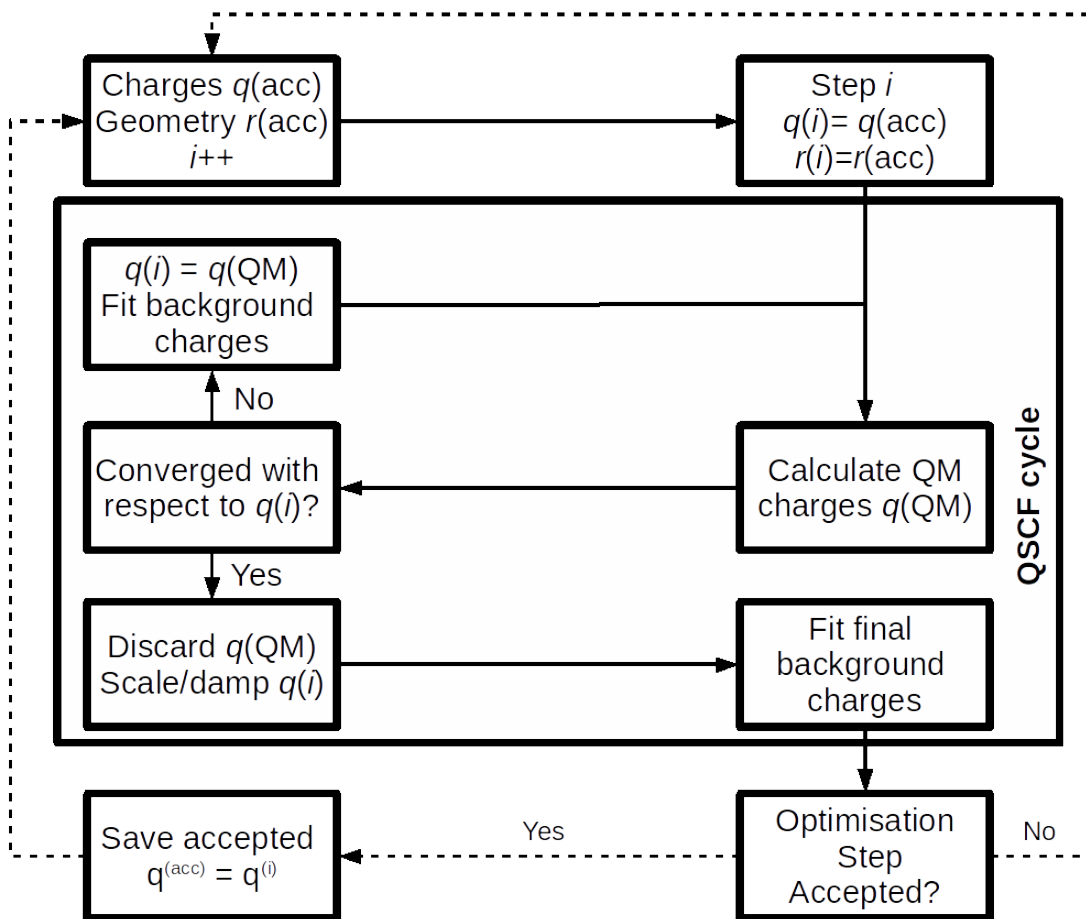 Charges q(acc)
Geometry r(acc)
i++
Step i
q(i)= q(acc)
r(i)=r(acc)
q(i) = q(QM)
Fit background
charges
No
Converged with
respect to q(i)?
Calculate QM
charges q(QM)
QSCF cycle
Yes
Discard q(QM)
Scale/damp q(i)
Fit final
background
charges
Save accepted
q(acc) = q(i)
Yes
Optimisation
Step
Accepted?
No